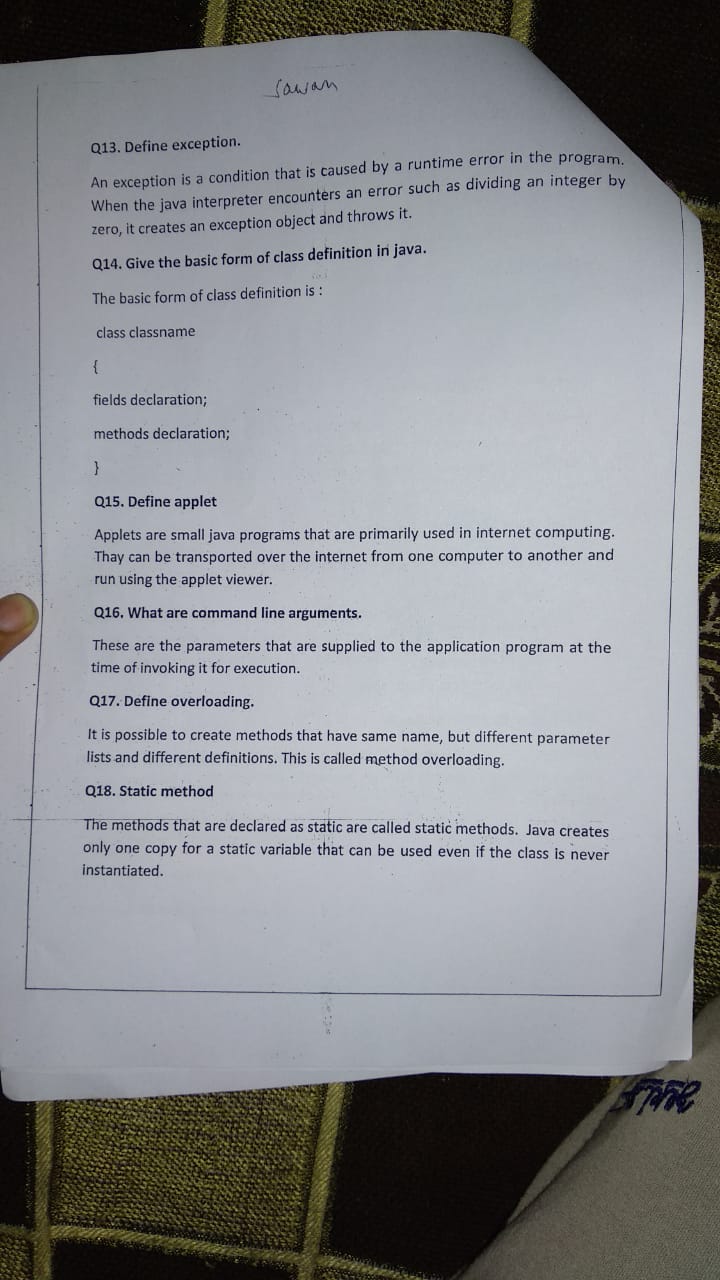 Sawan
Q13. Define exception.
An exception is a condition that is caused by a runtime error in the program.
When the java interpreter encounters an error such as dividing an integer by
zero, it creates an exception object and throws it.
Q14. Give the basic form of class definition in java.
The basic form of class definition is :
class classname
{
fields declaration;
methods declaration;
}
Q15. Define applet
Applets are small java programs that are primarily used in internet computing.
Thay can be transported over the internet from one computer to another and
run using the applet viewer.
Q16. What are command line arguments.
These are the parameters that are supplied to the application program at the
time of invoking it for execution.
Q17. Define overloading.
It is possible to create methods that have same name, but different parameter
lists and different definitions. This is called method overloading.
Q18. Static method
The methods that are declared as static are called static methods. Java creates
only one copy for a static variable that can be used even if the class is never
instantiated.